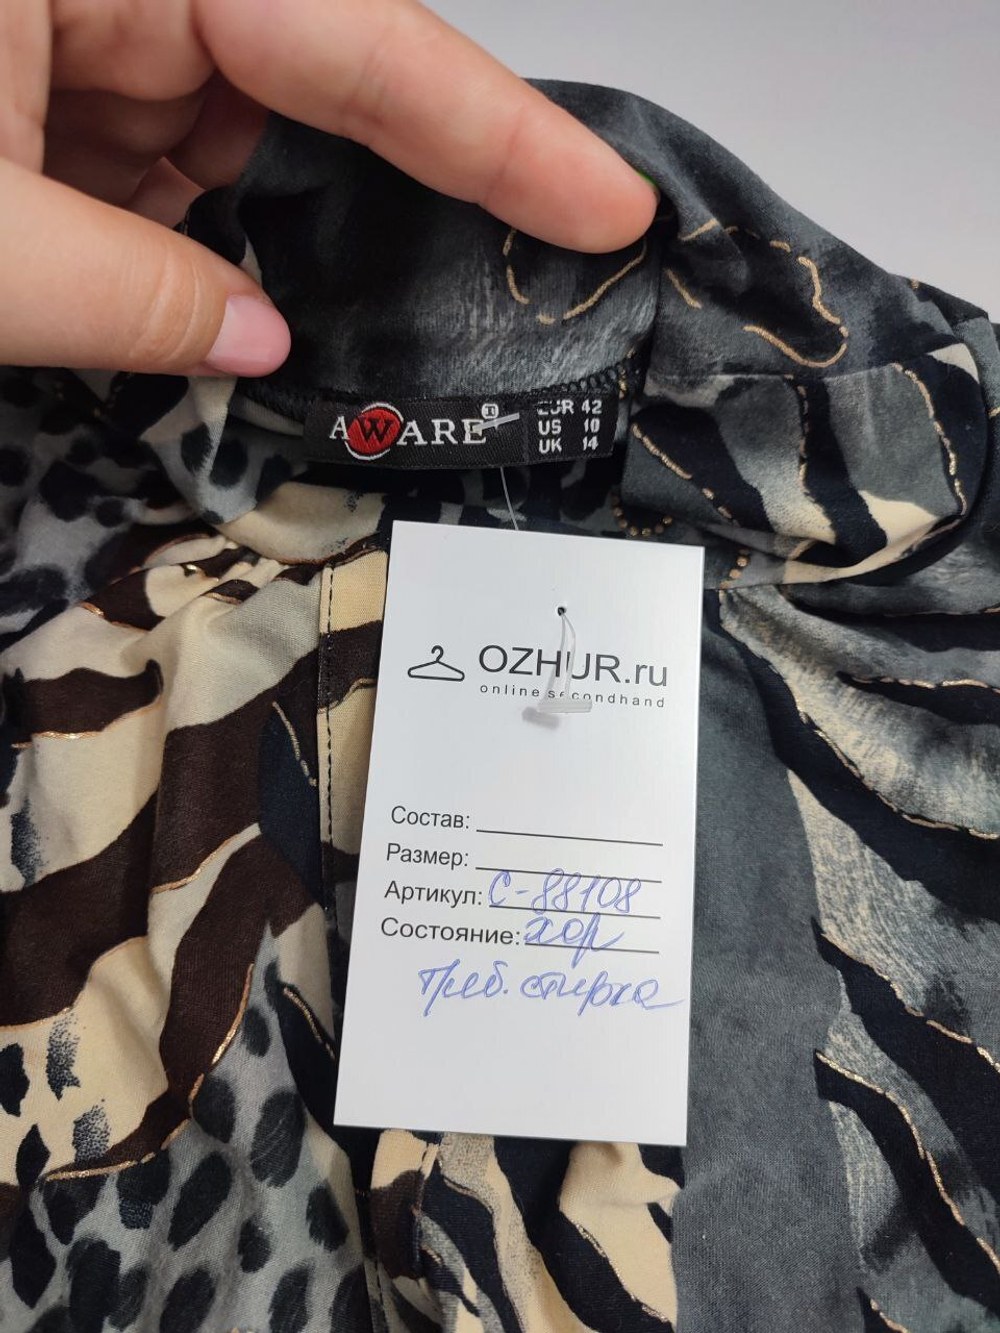 AWARE
EUR 42
US 10
UK 14
OZHUR.ru
online secondhand
Состав:
Размер:
Артикул: С-88108
Состояние: хор
Треб. стирка